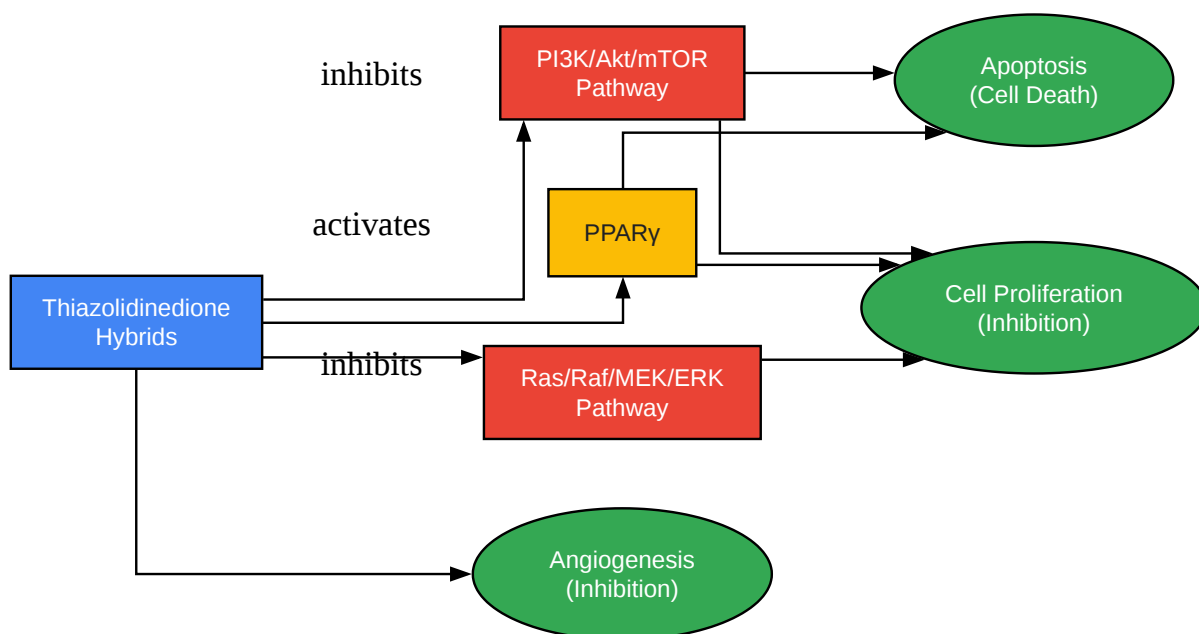 inhibits
PI3K/Akt/mTOR
Pathway
Apoptosis
(Cell Death)
activates
PPARγ
Thiazolidinedione
Hybrids
Cell Proliferation
(Inhibition)
inhibits
Ras/Raf/MEK/ERK
Pathway
Angiogenesis
(Inhibition)